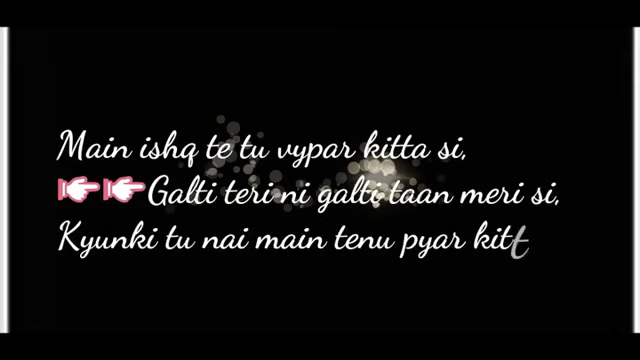 Main ishq te tu vypar kitta si,
👉👉Galti teri ni galti taan meri si,
Kyunki tu nai main tenu pyar kitt